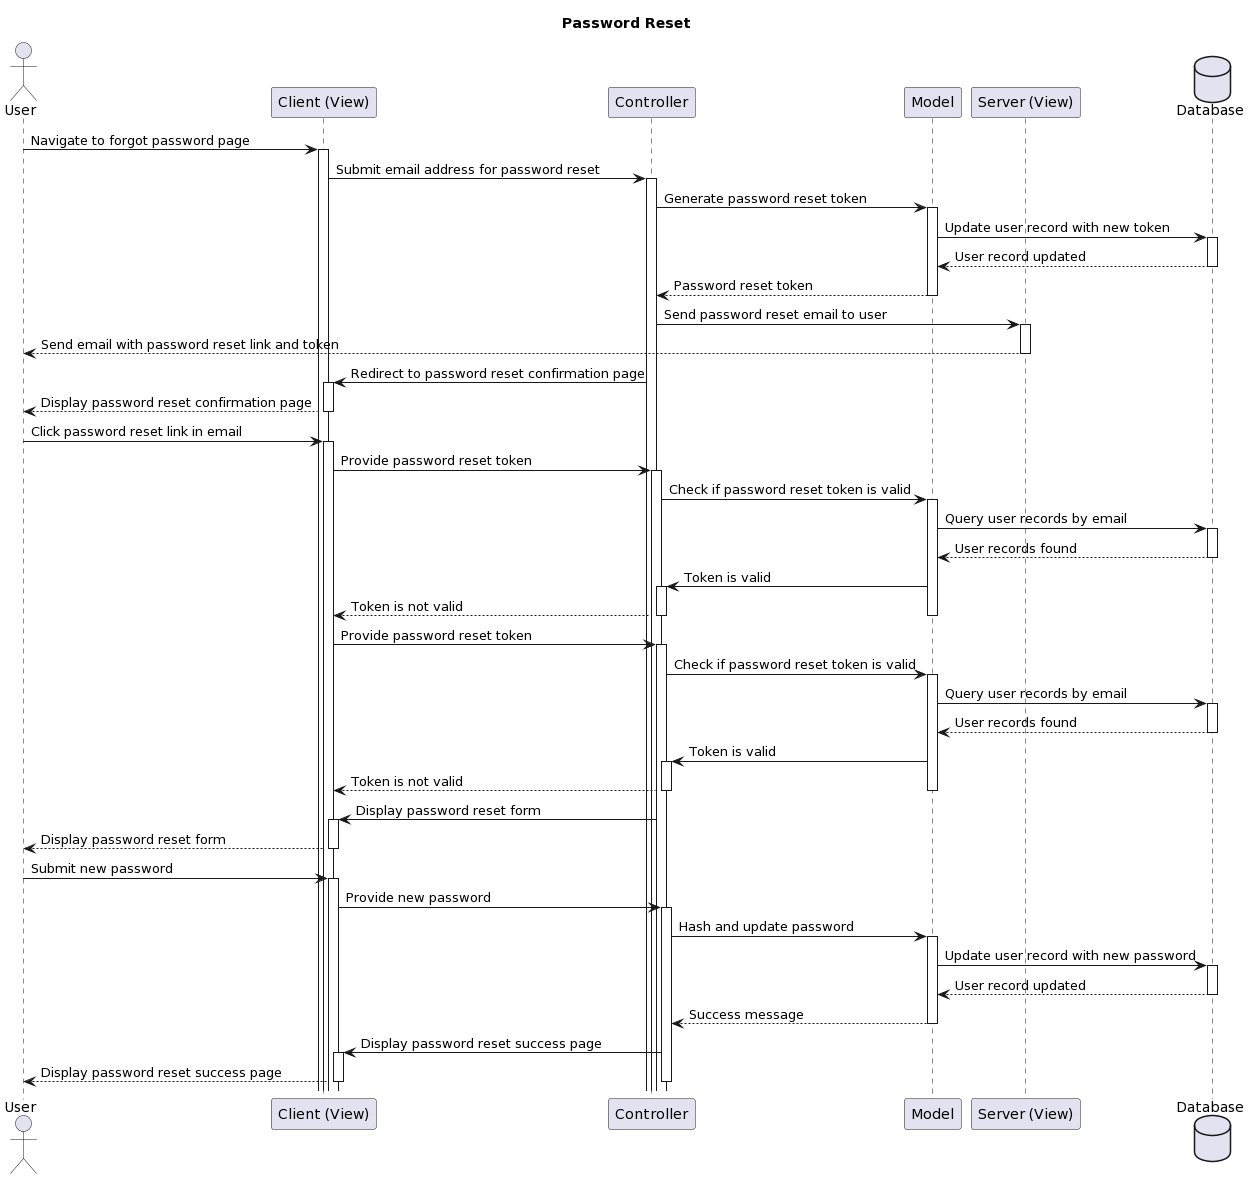 Password Reset
User
Client (View)
Controller
Model
Server (View)
Database
Navigate to forgot password page
Submit email address for password reset
Generate password reset token
Update user record with new token
User record updated
Password reset token
Send password reset email to user
Send email with password reset link and token
Redirect to password reset confirmation page
Display password reset confirmation page
Click password reset link in email
Provide password reset token
Check if password reset token is valid
Query user records by email
User records found
Token is valid
Token is not valid
Provide password reset token
Check if password reset token is valid
Query user records by email
User records found
Token is valid
Token is not valid
Display password reset form
Display password reset form
Submit new password
Provide new password
Hash and update password
Update user record with new password
User record updated
Success message
Display password reset success page
Display password reset success page
User
Client (View)
Controller
Model
Server (View)
Database